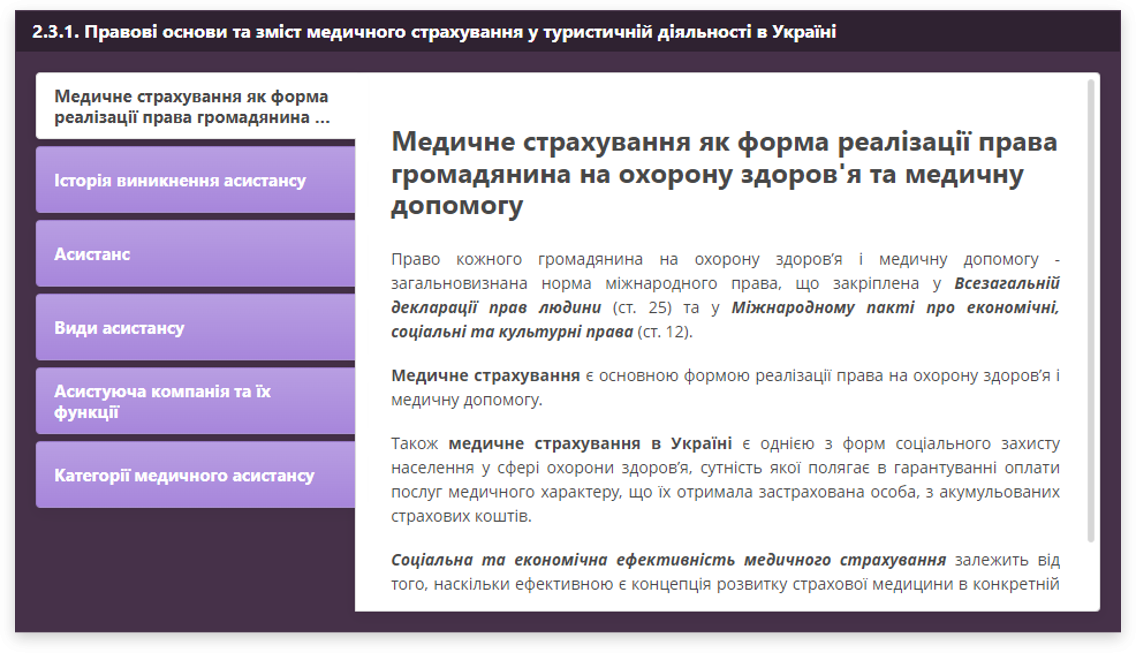 2.3.1. Правові основи та зміст медичного страхування у туристичній діяльності в Україні
Медичне страхування як форма
реалізації права громадянина ...
Історія виникнення асистансу
Асистанс
Види асистансу
Асистуюча компанія та їх
функції
Категорії медичного асистансу
Медичне страхування як форма реалізації права
громадянина на охорону здоров'я та медичну
допомогу
Право кожного громадянина на охорону здоров’я і медичну допомогу -
загальновизнана норма міжнародного права, що закріплена у Всезагальній
декларації прав людини (ст. 25) та у Міжнародному пакті про економічні,
соціальні та культурні права (ст. 12).
Медичне страхування є основною формою реалізації права на охорону здоров’я і
медичну допомогу.
Також медичне страхування в Україні є однією з форм соціального захисту
населення у сфері охорони здоров’я, сутність якої полягає в гарантуванні оплати
послуг медичного характеру, що їх отримала застрахована особа, з акумульованих
страхових коштів.
Соціальна та економічна ефективність медичного страхування залежить від
того, наскільки ефективною є концепція розвитку страхової медицини в конкретній